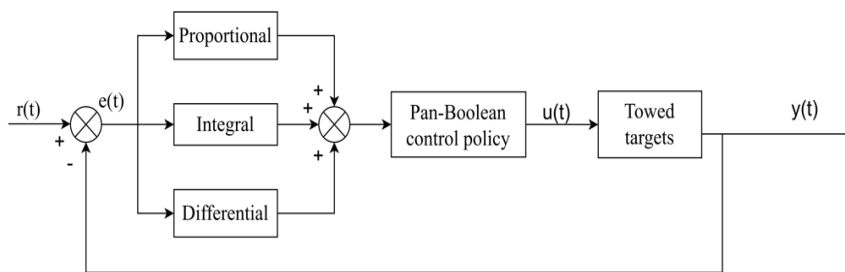 Proportional
r(t)
+
-
e(t)
Integral
Differential
+
+
+
Pan-Boolean
control policy
u(t)
Towed
targets
y(t)